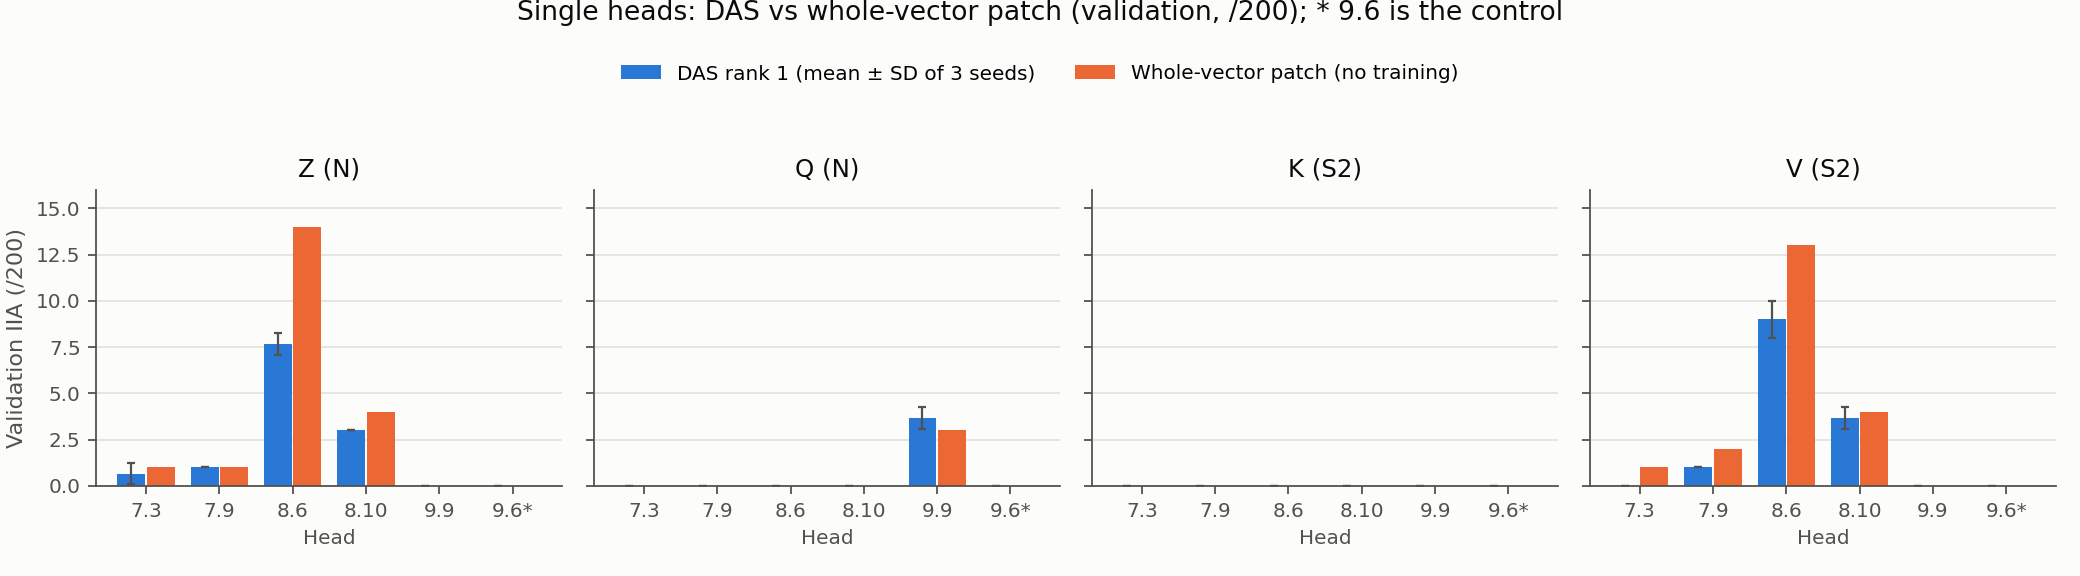 Single heads: DAS vs whole-vector patch (validation, /200); * 9.6 is the control
DAS rank 1 (mean ± SD of 3 seeds)
Whole-vector patch (no training)
Z (N)
Q (N)
K (S2)
V (S2)
Validation IIA (/200)
15.0
12.5
10.0
7.5
5.0
2.5
0.0
7.3 7.9 8.6 8.10 9.9 9.6*
7.3 7.9 8.6 8.10 9.9 9.6*
7.3 7.9 8.6 8.10 9.9 9.6*
7.3 7.9 8.6 8.10 9.9 9.6*
Head
Head
Head
Head